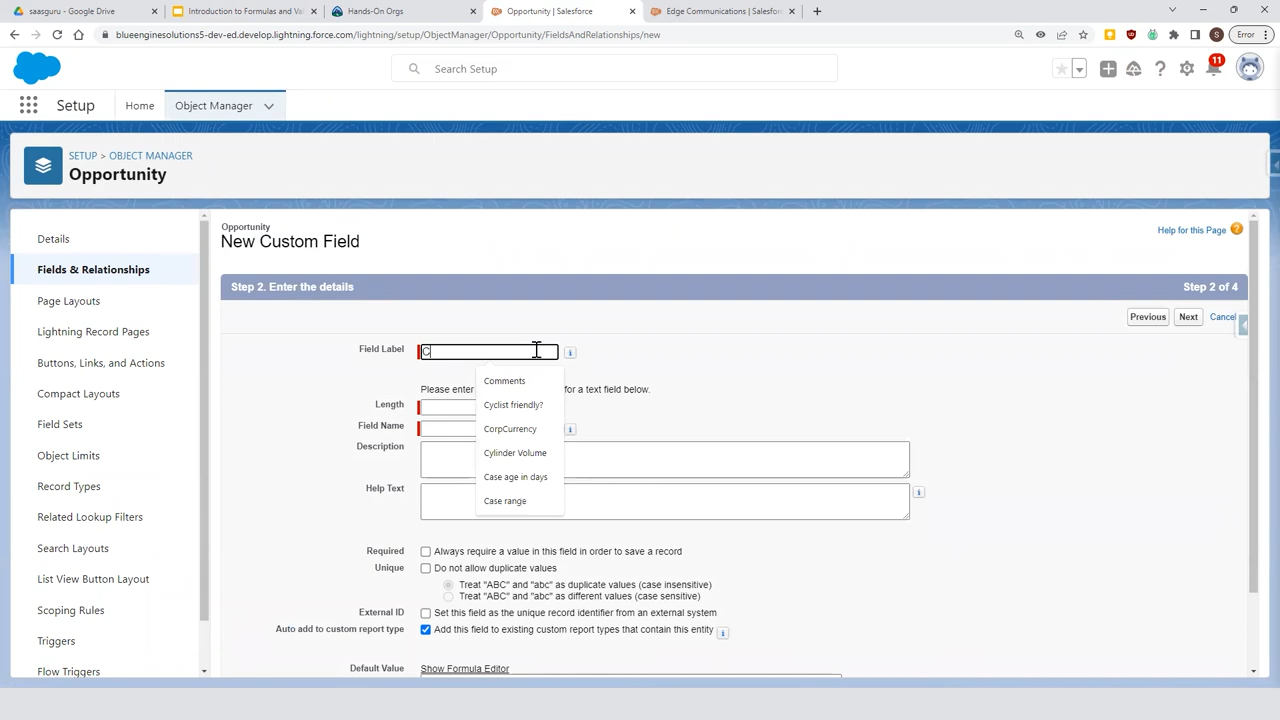 saasguru - Google Drive
Introduction to Formulas and Va
Hands-On Orgs
Opportunity | Salesforce
Edge Communications | Salesforc
blueenginesolutions5-dev-ed.develop.lightning.force.com/lightning/setup/ObjectManager/Opportunity/FieldsAndRelationships/new
S
Error
Search Setup
11
Setup
Home
Object Manager
SETUP > OBJECT MANAGER
Opportunity
Details
Fields & Relationships
Page Layouts
Lightning Record Pages
Buttons, Links, and Actions
Compact Layouts
Field Sets
Object Limits
Record Types
Related Lookup Filters
Search Layouts
List View Button Layout
Scoping Rules
Triggers
Flow Triggers
Opportunity
New Custom Field
Help for this Page
Step 2. Enter the details
Step 2 of 4
Previous
Next
Cancel
Field Label
C
Comments
Cyclist friendly?
CorpCurrency
Cylinder Volume
Case age in days
Case range
Please enter
for a text field below.
Length
Field Name
Description
Help Text
Required
Always require a value in this field in order to save a record
Unique
Do not allow duplicate values
Treat "ABC" and "abc" as duplicate values (case insensitive)
Treat "ABC" and "abc" as different values (case sensitive)
External ID
Set this field as the unique record identifier from an external system
Auto add to custom report type
Add this field to existing custom report types that contain this entity
Default Value
Show Formula Editor